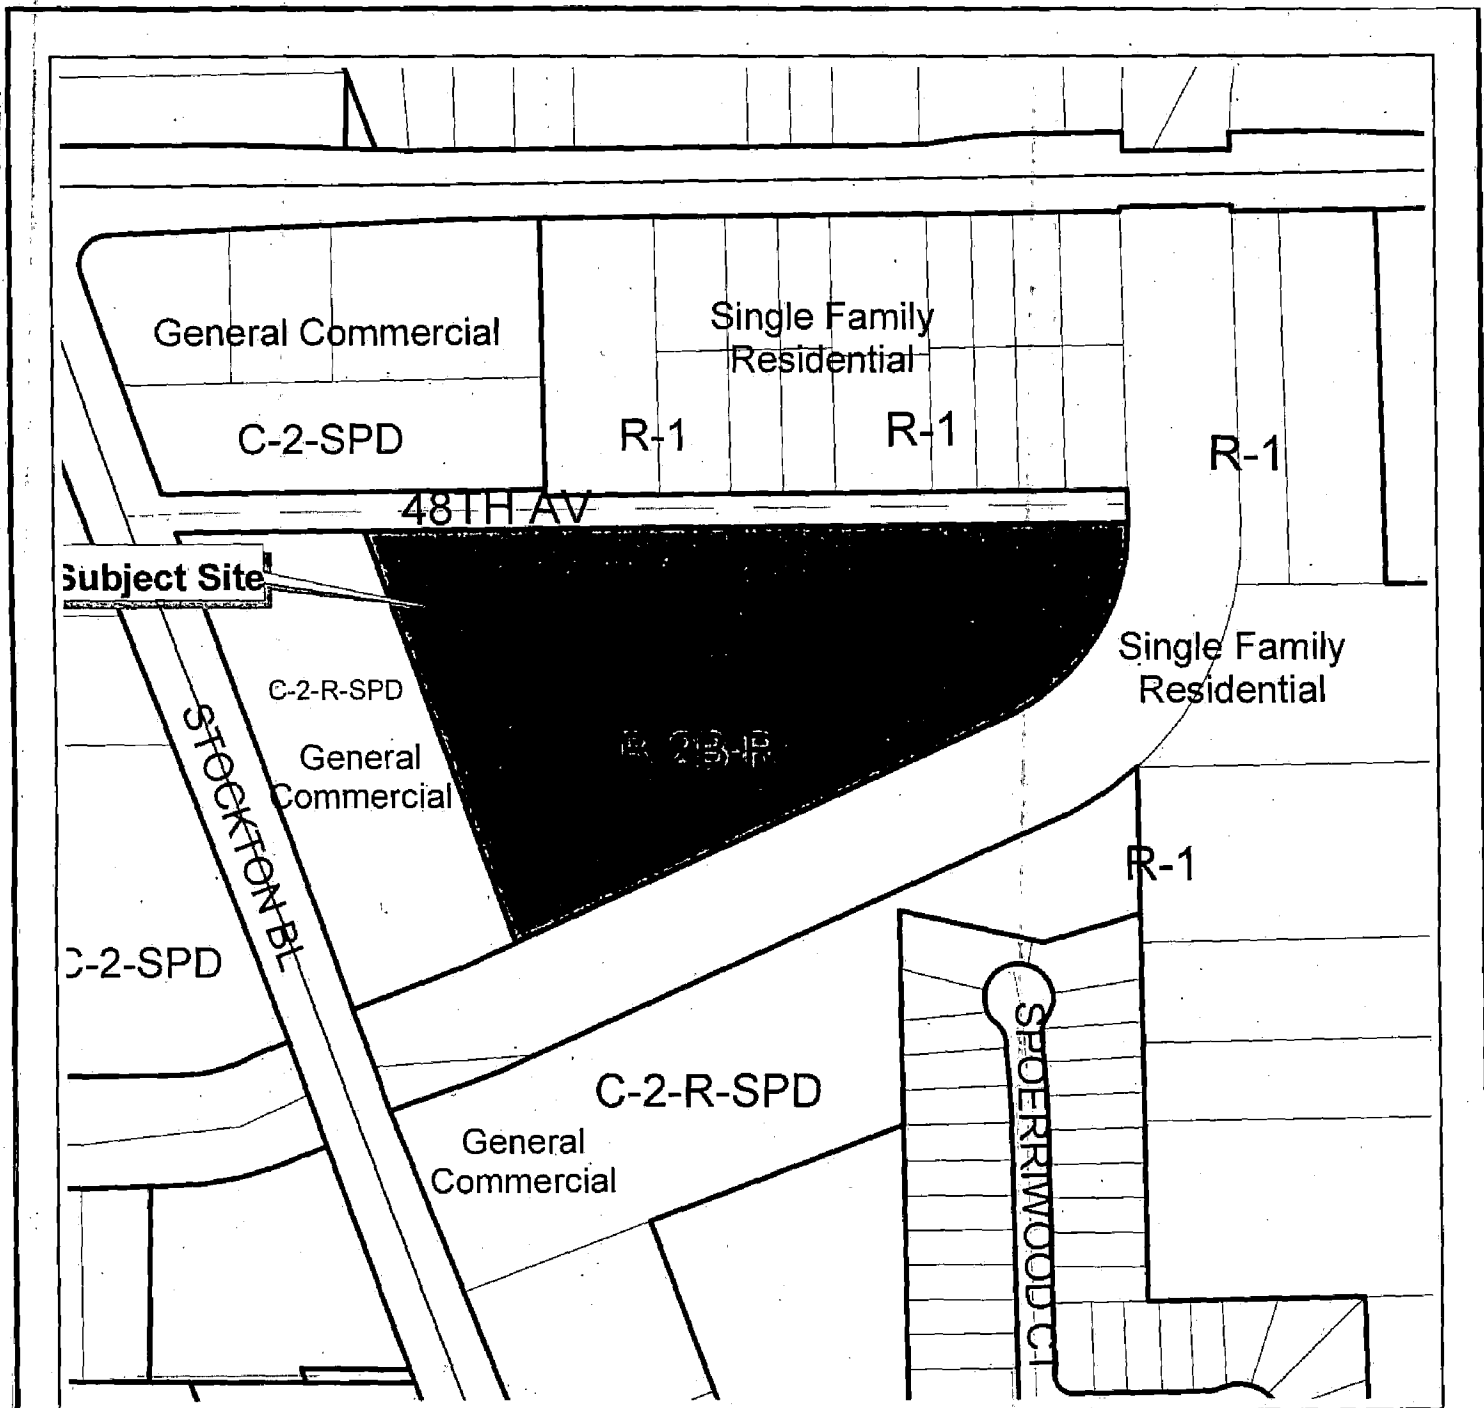 General Commercial
Single Family
Residential
C-2-SPD
R-1
R-1
R-1
48TH AV
Subject Site
Single Family
Residential
C-2-R-SPD
General
Commercial
R-2B-R
STOCKTON BL
R-1
C-2-SPD
SPOERRIWOOD CT
C-2-R-SPD
General
Commercial